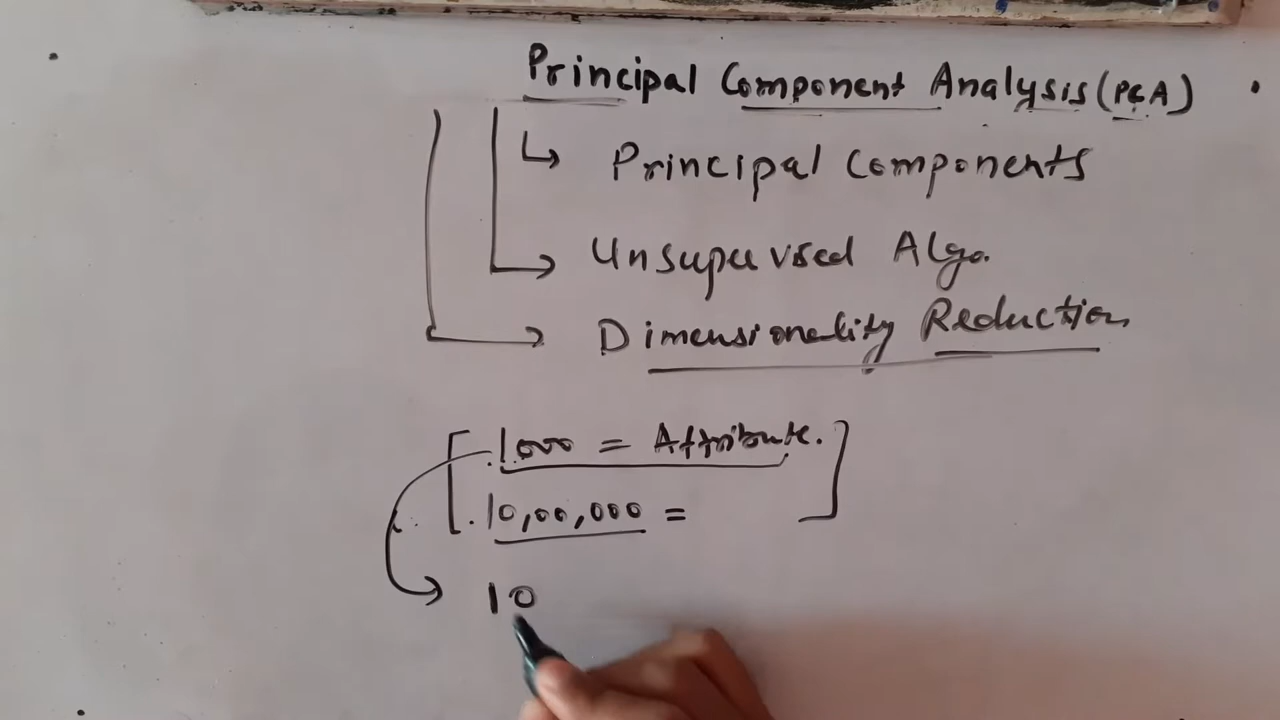 Principal Component Analysis (PCA)
Principal Components
Unsupervised Algo.
Dimensionality Reduction
1000 = Attribute.
10,00,000 =
10